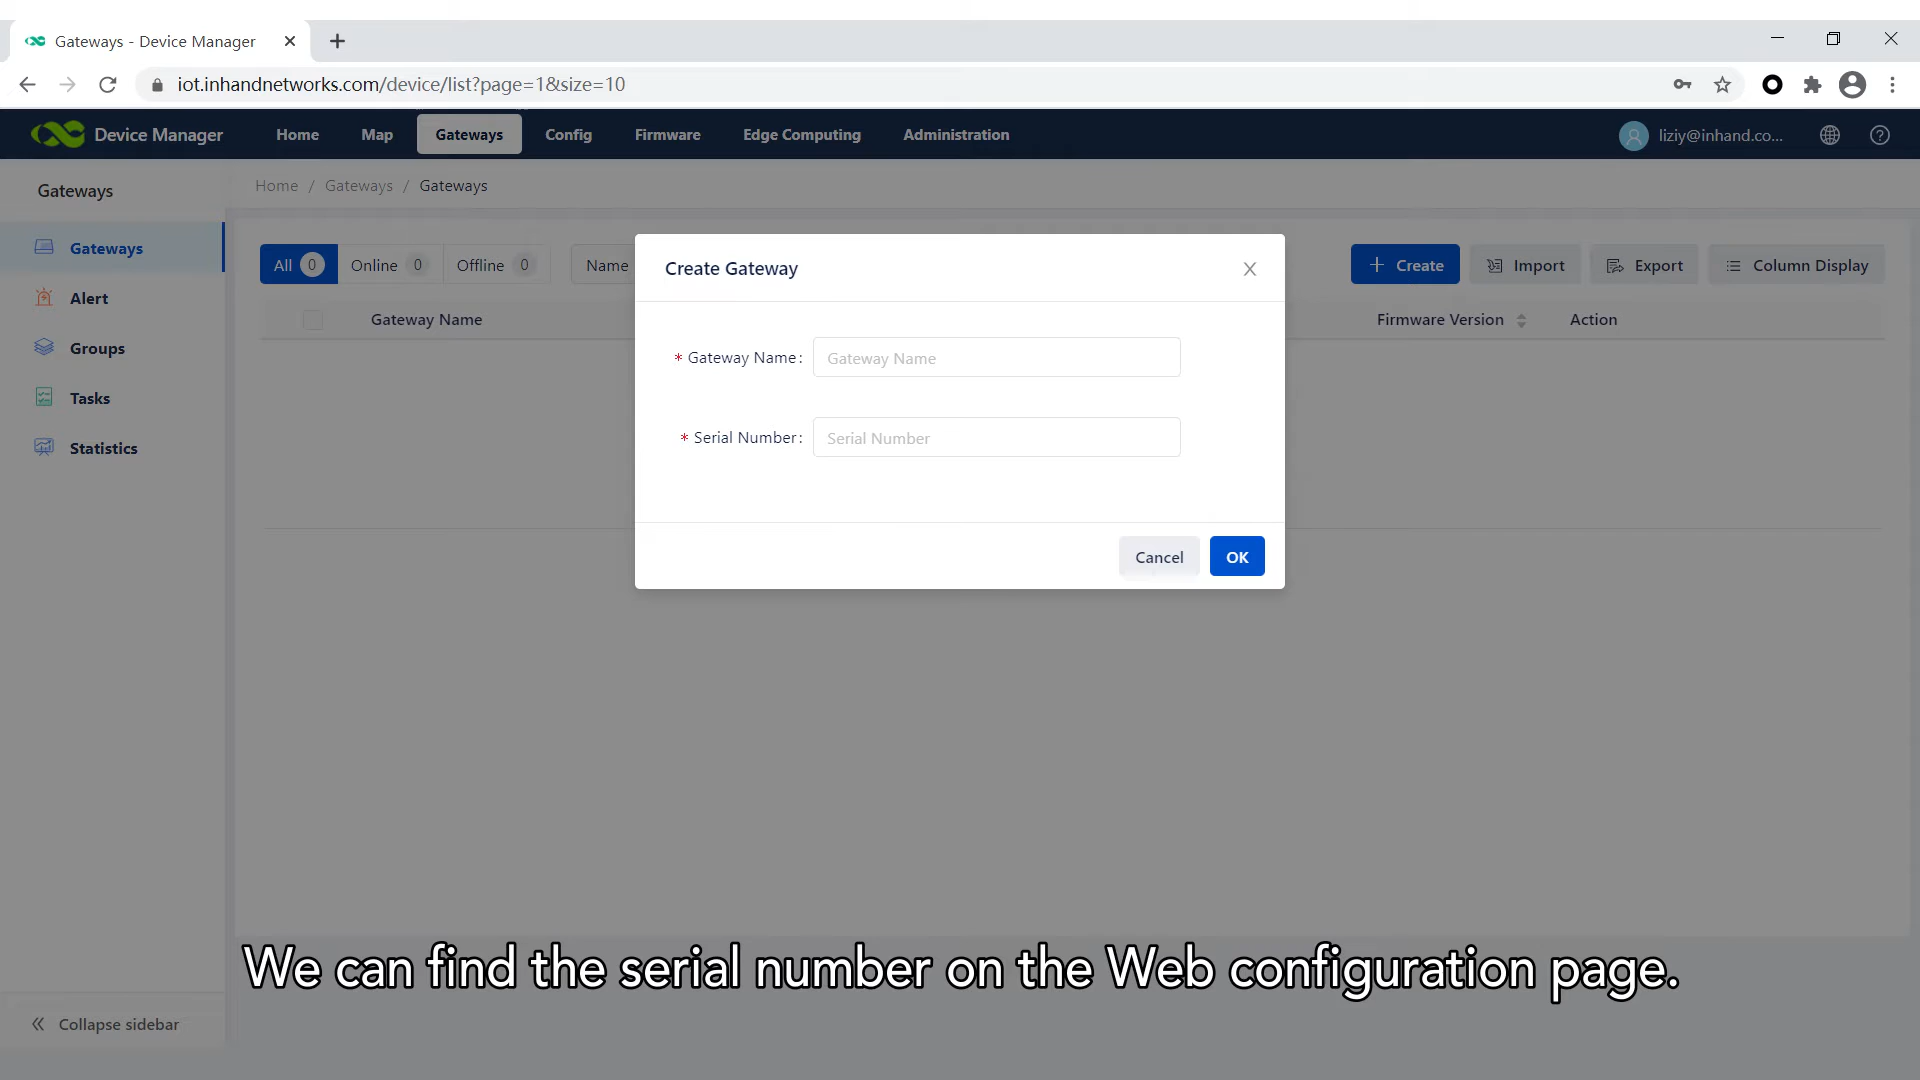 Gateways - Device Manager
iot.inhandnetworks.com/device/list?page=1&size=10
Device Manager
Home
Map
Gateways
Config
Firmware
Edge Computing
Administration
liziy@inhand.co...
Gateways
Home / Gateways / Gateways
Gateways
Alert
Groups
Tasks
Statistics
All 0
Online 0
Offline 0
Name
+ Create
Import
Export
Column Display
Gateway Name
Firmware Version
Action
Create Gateway
* Gateway Name:
Gateway Name
* Serial Number:
Serial Number
Cancel
OK
We can find the serial number on the Web configuration page.
Collapse sidebar